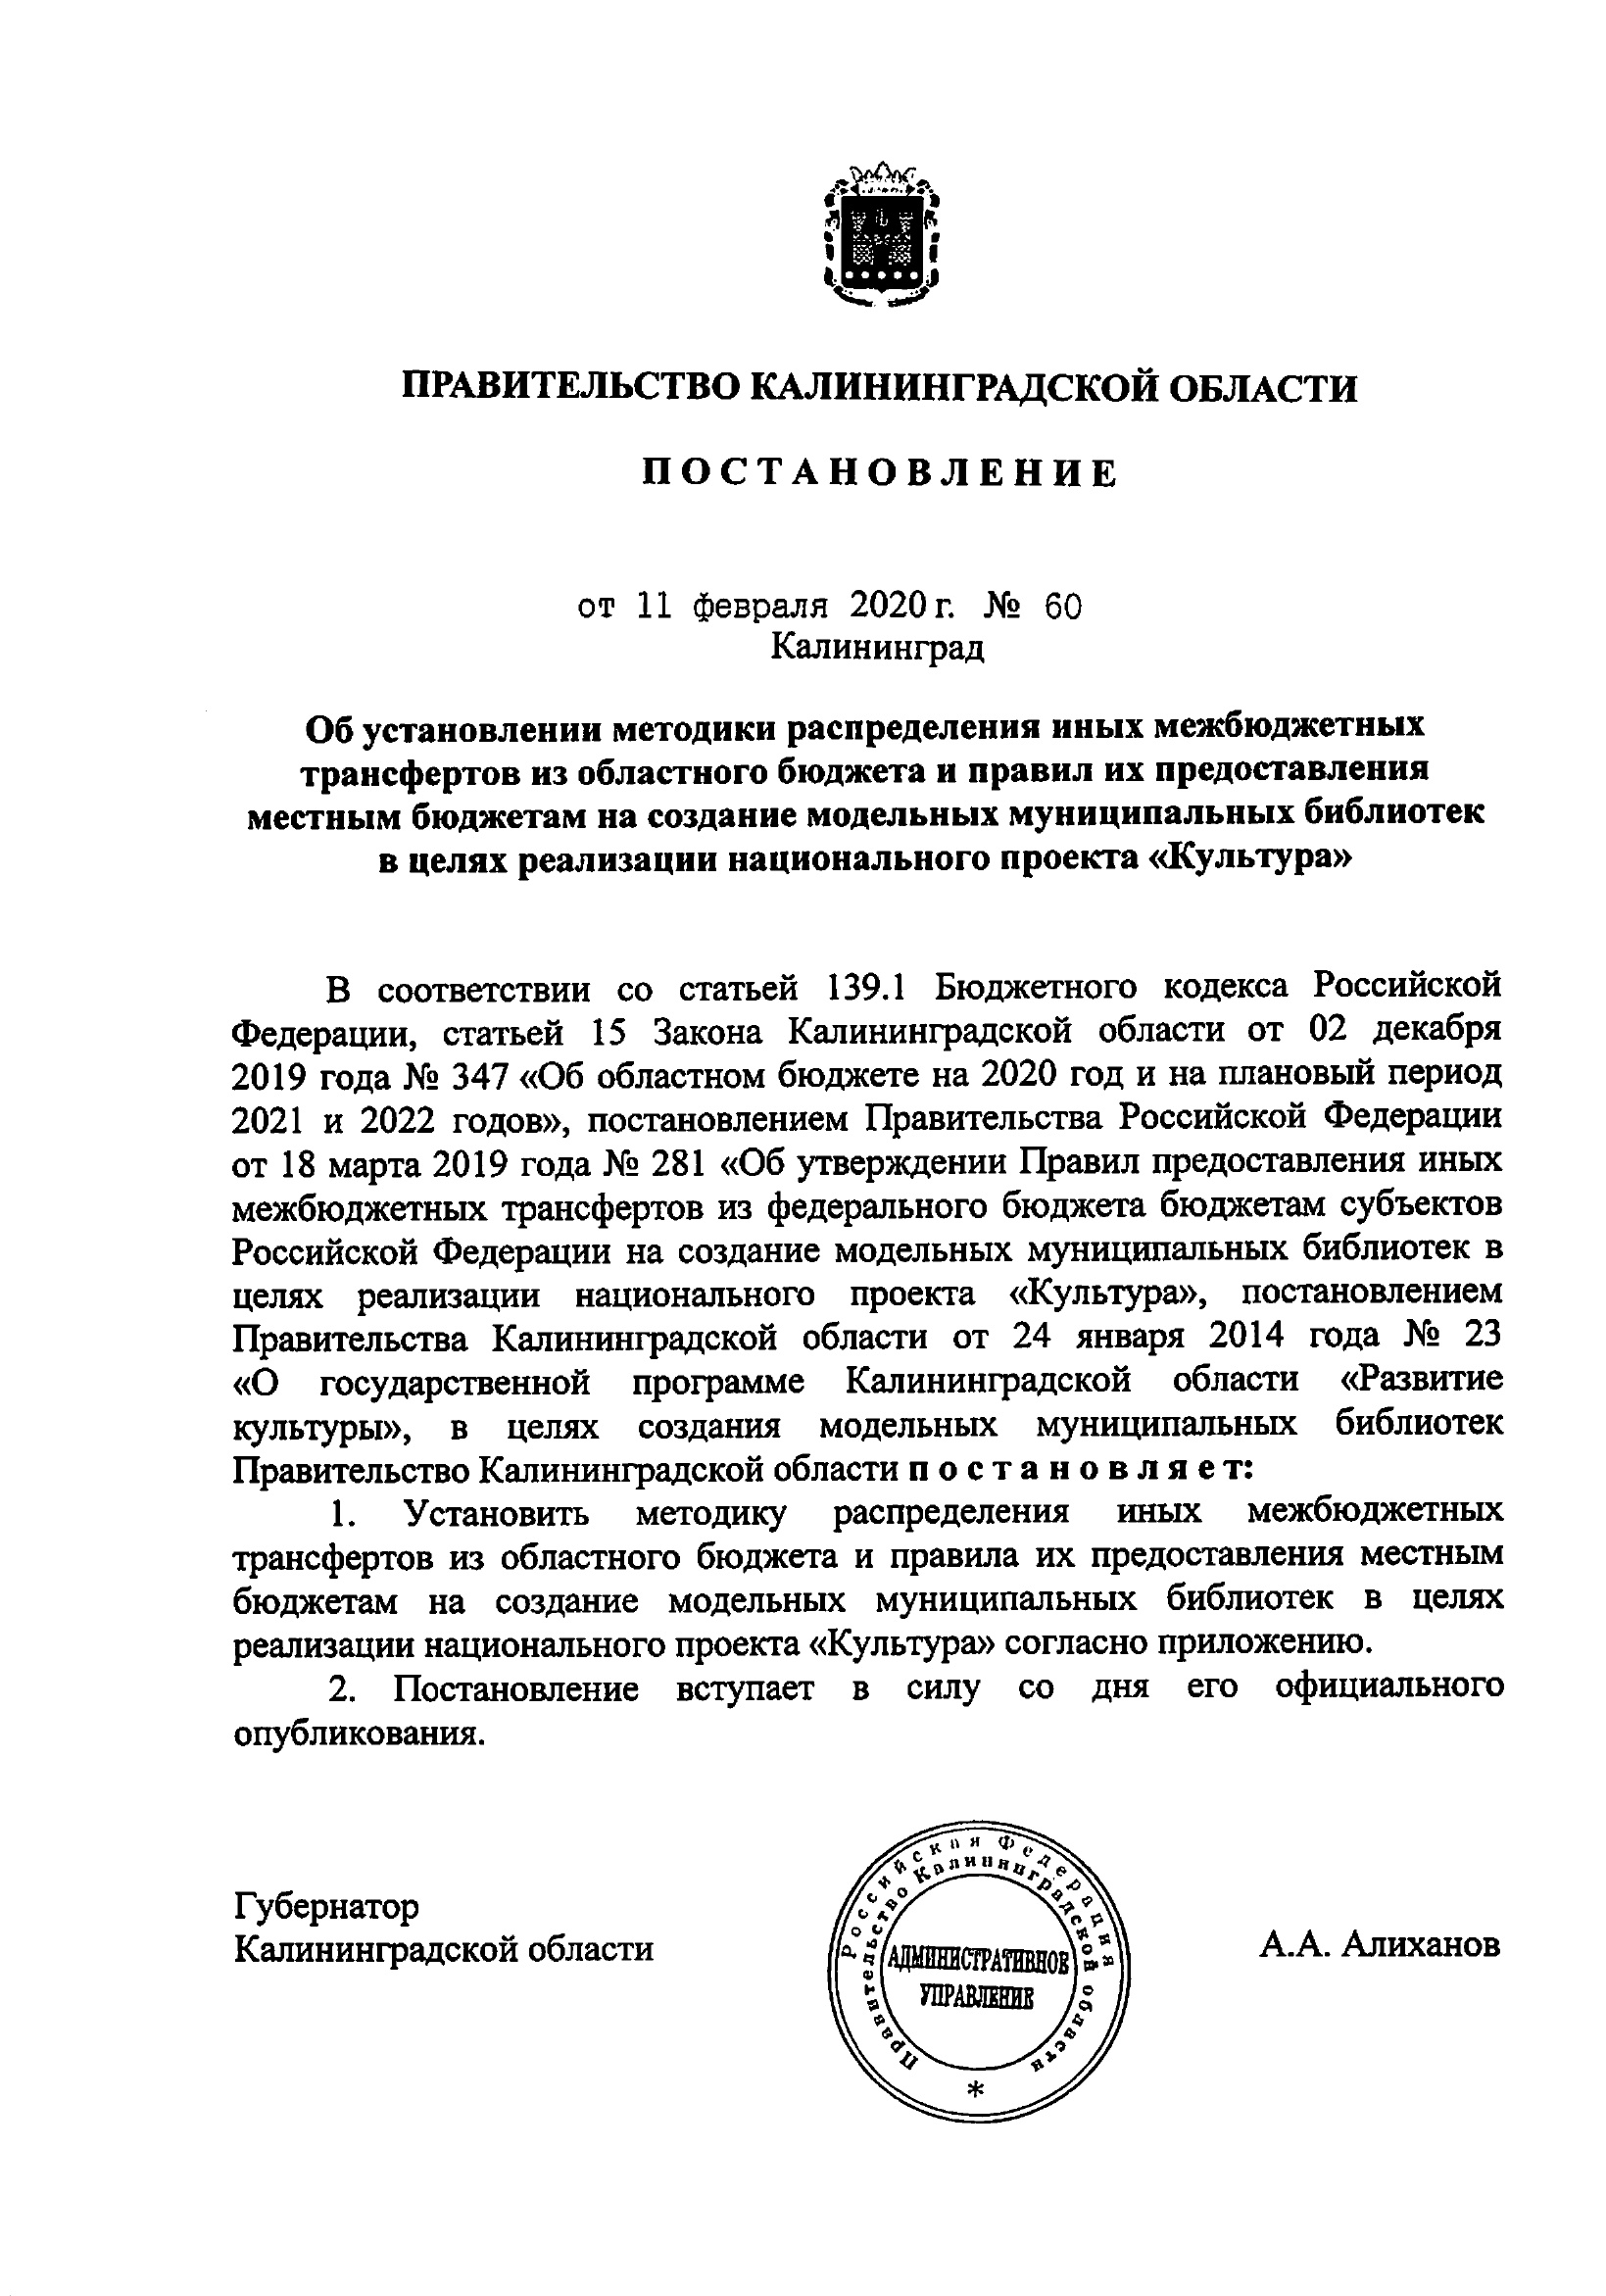 ПРАВИТЕЛЬСТВО КАЛИНИНГРАДСКОЙ ОБЛАСТИ
П О С Т А Н О В Л Е Н И Е
от 11 февраля 2020 г. № 60
Калининград
Об установлении методики распределения иных межбюджетных
трансфертов из областного бюджета и правил их предоставления
местным бюджетам на создание модельных муниципальных библиотек
в целях реализации национального проекта «Культура»
В соответствии со статьей 139.1 Бюджетного кодекса Российской
Федерации, статьей 15 Закона Калининградской области от 02 декабря
2019 года № 347 «Об областном бюджете на 2020 год и на плановый период
2021 и 2022 годов», постановлением Правительства Российской Федерации
от 18 марта 2019 года № 281 «Об утверждении Правил предоставления иных
межбюджетных трансфертов из федерального бюджета бюджетам субъектов
Российской Федерации на создание модельных муниципальных библиотек в
целях реализации национального проекта «Культура», постановлением
Правительства Калининградской области от 24 января 2014 года № 23
«О государственной программе Калининградской области «Развитие
культуры», в целях создания модельных муниципальных библиотек
Правительство Калининградской области п о с т а н о в л я е т:
1. Установить методику распределения иных межбюджетных
трансфертов из областного бюджета и правила их предоставления местным
бюджетам на создание модельных муниципальных библиотек в целях
реализации национального проекта «Культура» согласно приложению.
2. Постановление вступает в силу со дня его официального
опубликования.
Губернатор
Калининградской области
А.А. Алиханов
Российская Федерация
Правительство Калининградской области
АДМИНИСТРАТИВНОЕ
УПРАВЛЕНИЕ
*